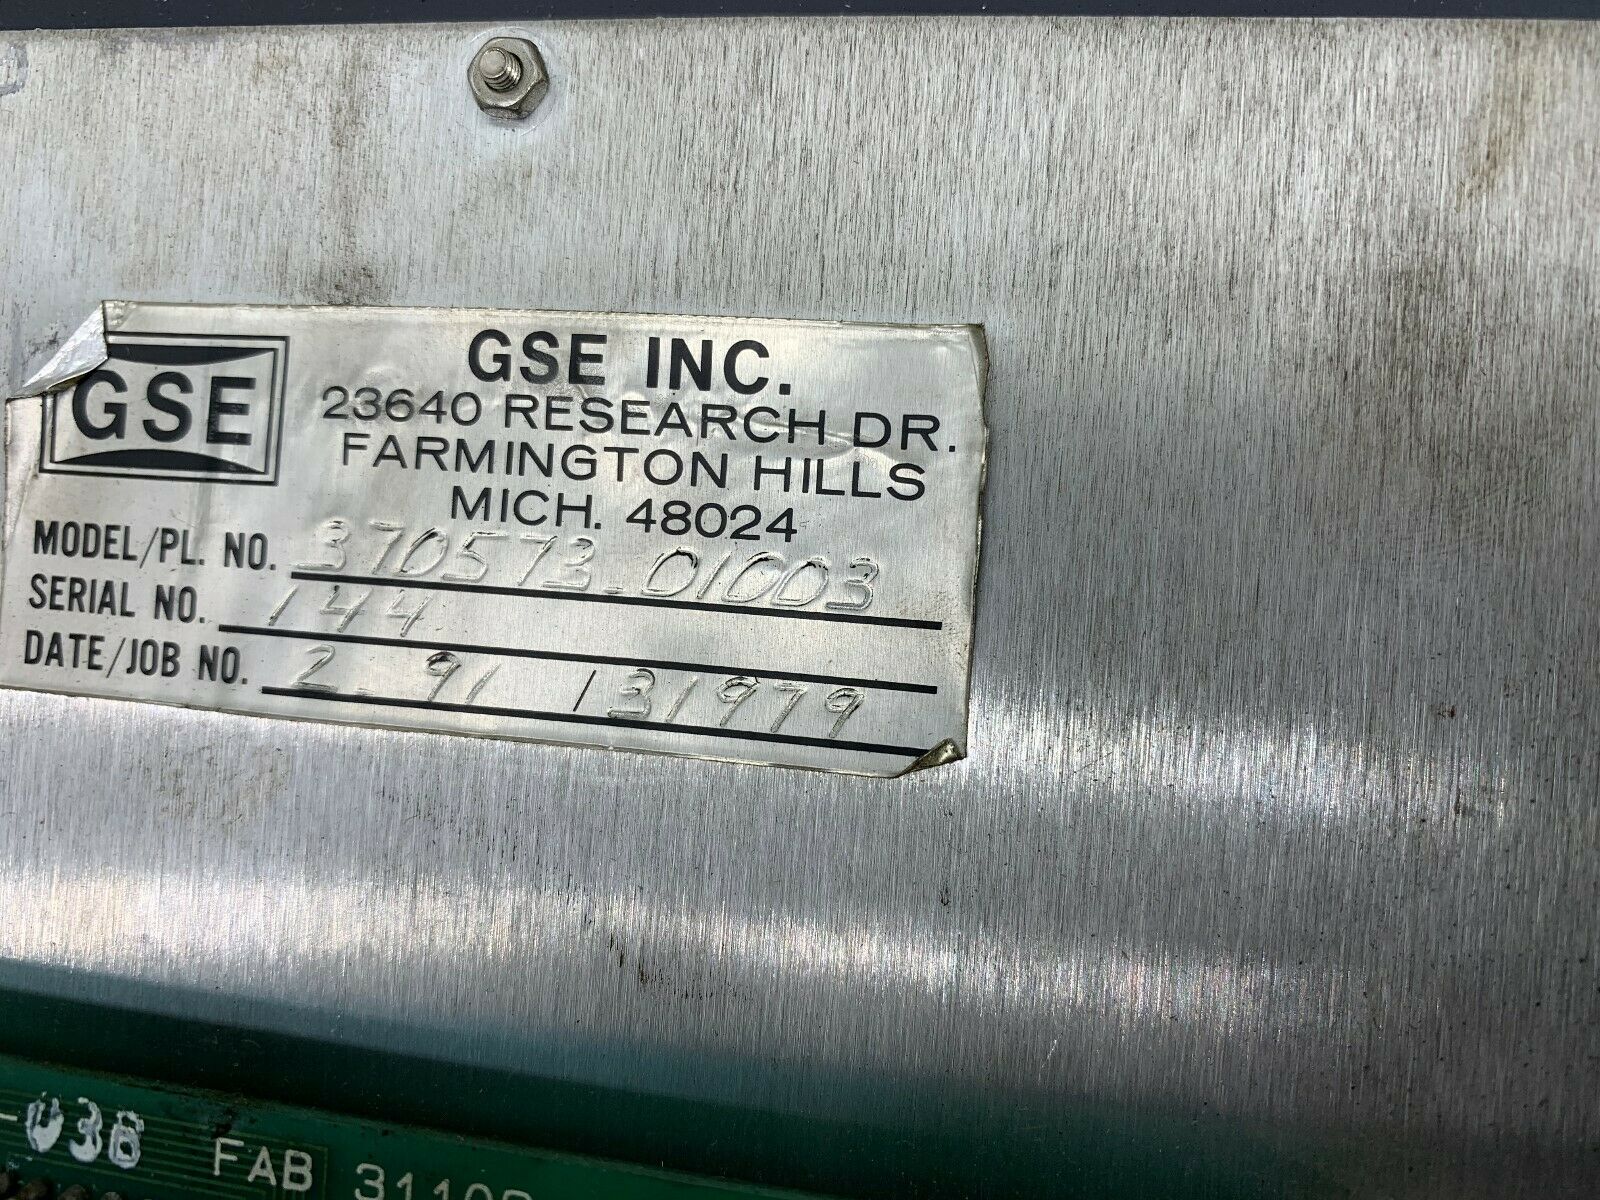 GSE
GSE INC.
23640 RESEARCH DR.
FARMINGTON HILLS
MICH. 48024
MODEL/PL. NO. 370573-01003
SERIAL NO. 144
DATE/JOB NO. 2-91 131979
-036 FAB